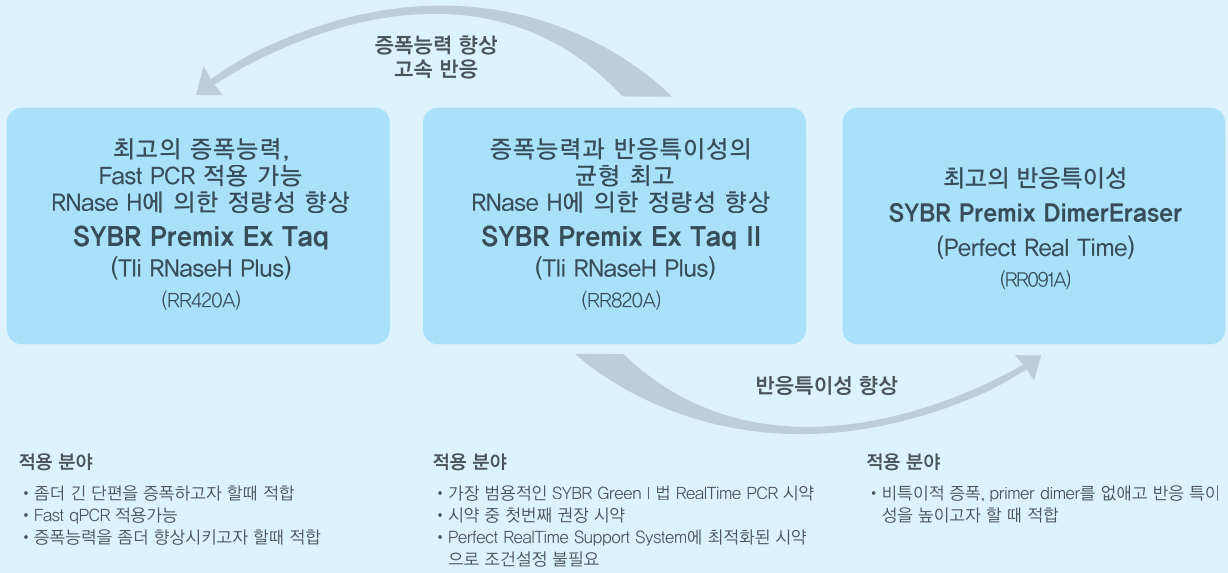 증폭능력 향상
고속 반응
최고의 증폭능력,
Fast PCR 적용 가능
RNase H에 의한 정량성 향상
SYBR Premix Ex Taq
(Tli RNaseH Plus)
(RR420A)
증폭능력과 반응특이성의
균형 최고
RNase H에 의한 정량성 향상
SYBR Premix Ex Taq II
(Tli RNaseH Plus)
(RR820A)
최고의 반응특이성
SYBR Premix DimerEraser
(Perfect Real Time)
(RR091A)
반응특이성 향상
적용 분야
• 좀더 긴 단편을 증폭하고자 할때 적합
• Fast qPCR 적용가능
• 증폭능력을 좀더 향상시키고자 할때 적합
적용 분야
• 가장 범용적인 SYBR Green I 법 RealTime PCR 시약
• 시약 중 첫번째 권장 시약
• Perfect RealTime Support System에 최적화된 시약
으로 조건설정 불필요
적용 분야
• 비특이적 증폭, primer dimer를 없애고 반응 특이
성을 높이고자 할 때 적합